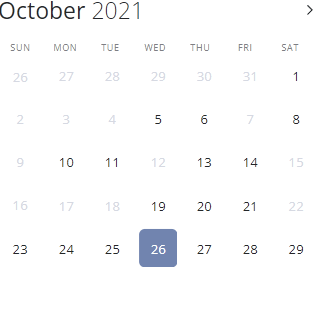 October 2021
SUN MON TUE WED THU FRI SAT
26 27 28 29 30 31 1
2 3 4 5 6 7 8
9 10 11 12 13 14 15
16 17 18 19 20 21 22
23 24 25 26 27 28 29